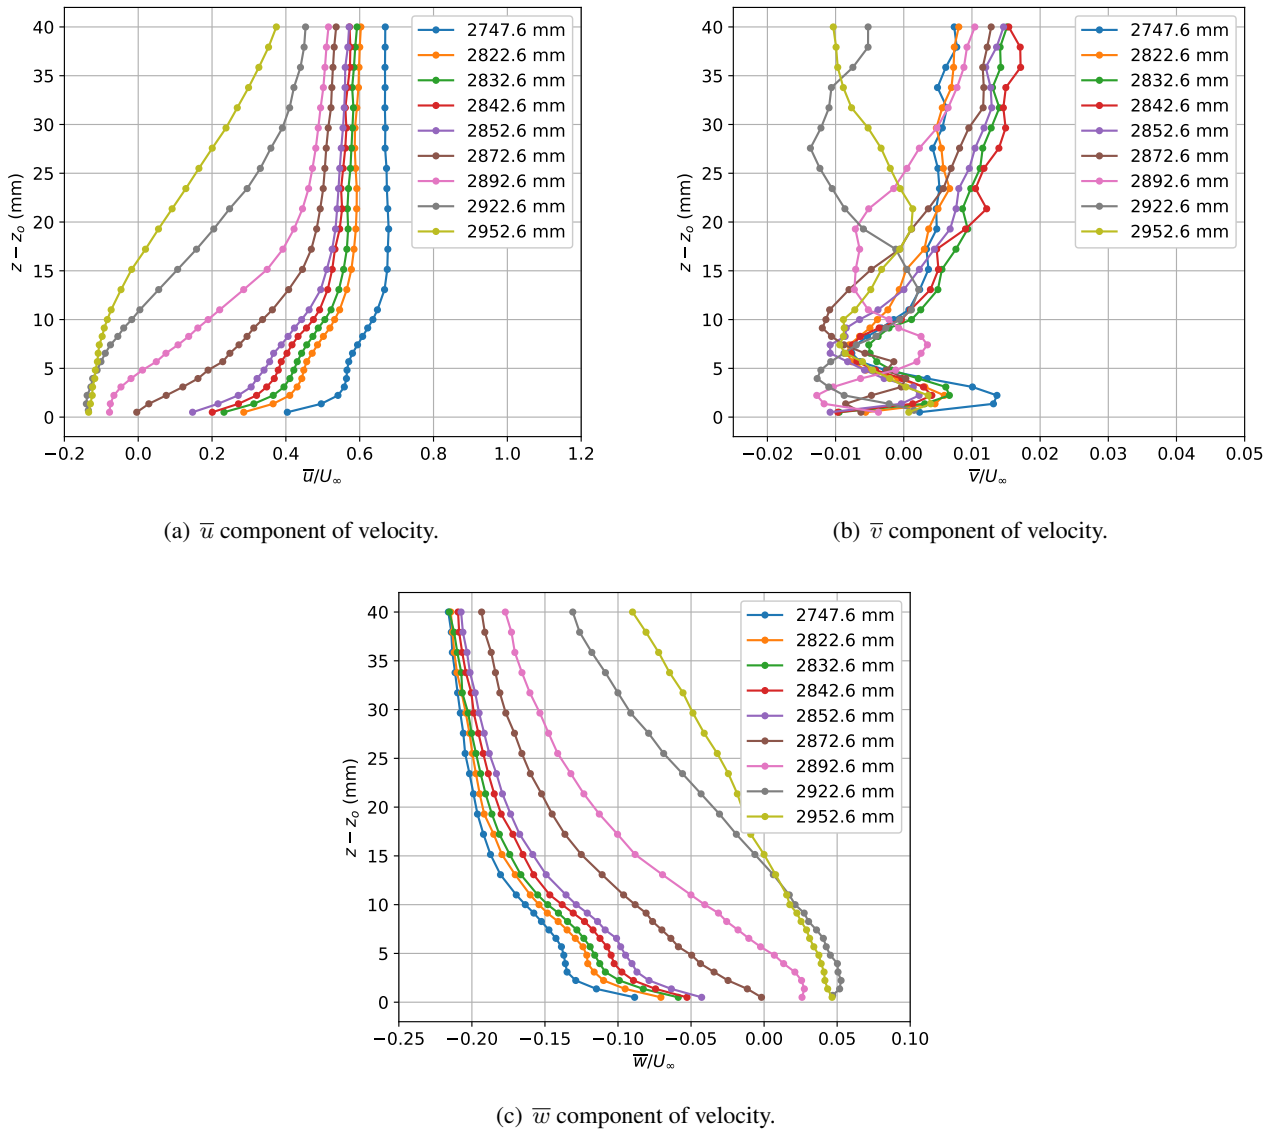 40
35
30
25
20
15
10
5
0
z − z₀ (mm)
−0.2 0.0 0.2 0.4 0.6 0.8 1.0 1.2
u̅/U∞
2747.6 mm
2822.6 mm
2832.6 mm
2842.6 mm
2852.6 mm
2872.6 mm
2892.6 mm
2922.6 mm
2952.6 mm
(a) u̅ component of velocity.
40
35
30
25
20
15
10
5
0
z − z₀ (mm)
−0.02 −0.01 0.00 0.01 0.02 0.03 0.04 0.05
v̅/U∞
2747.6 mm
2822.6 mm
2832.6 mm
2842.6 mm
2852.6 mm
2872.6 mm
2892.6 mm
2922.6 mm
2952.6 mm
(b) v̅ component of velocity.
40
35
30
25
20
15
10
5
0
z − z₀ (mm)
−0.25 −0.20 −0.15 −0.10 −0.05 0.00 0.05 0.10
w̅/U∞
2747.6 mm
2822.6 mm
2832.6 mm
2842.6 mm
2852.6 mm
2872.6 mm
2892.6 mm
2922.6 mm
2952.6 mm
(c) w̅ component of velocity.